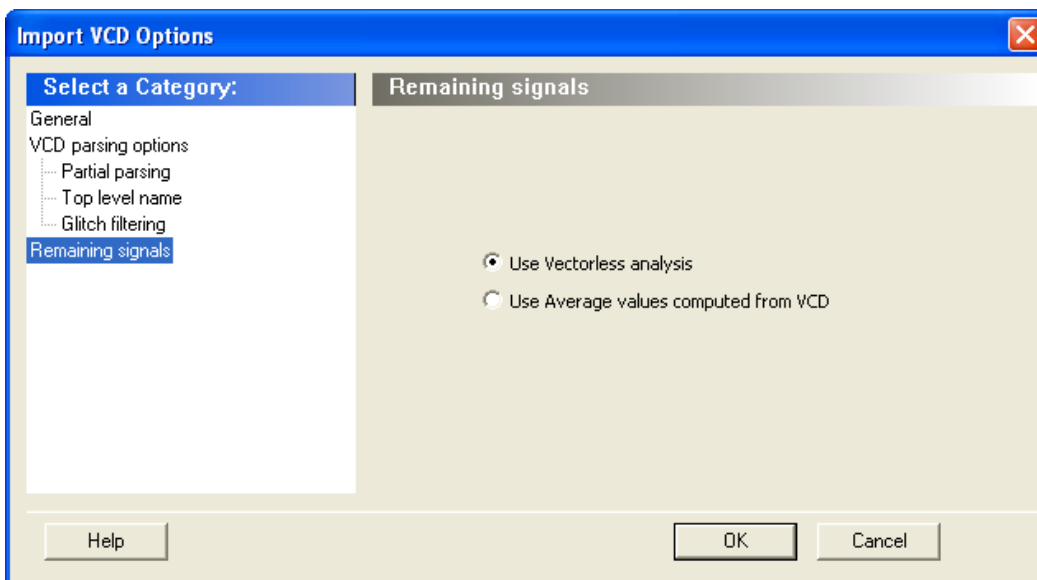 Import VCD Options
Select a Category:
General
VCD parsing options
Partial parsing
Top level name
Glitch filtering
Remaining signals
Remaining signals
Use Vectorless analysis
Use Average values computed from VCD
Help
OK
Cancel